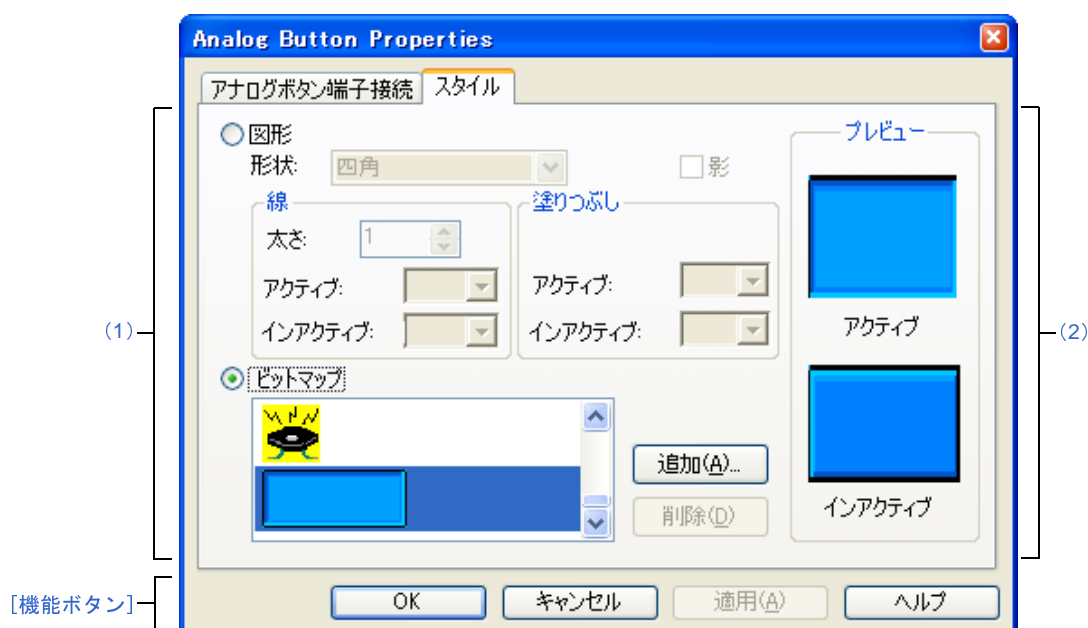 Analog Button Properties
アナログボタン端子接続 スタイル
図形
形状: 四角 影
線
太さ: 1
アクティブ:
インアクティブ:
塗りつぶし
アクティブ:
インアクティブ:
ビットマップ
追加(A)...
削除(D)
プレビュー
アクティブ
インアクティブ
(1)
(2)
[機能ボタン]
OK キャンセル 適用(A) ヘルプ